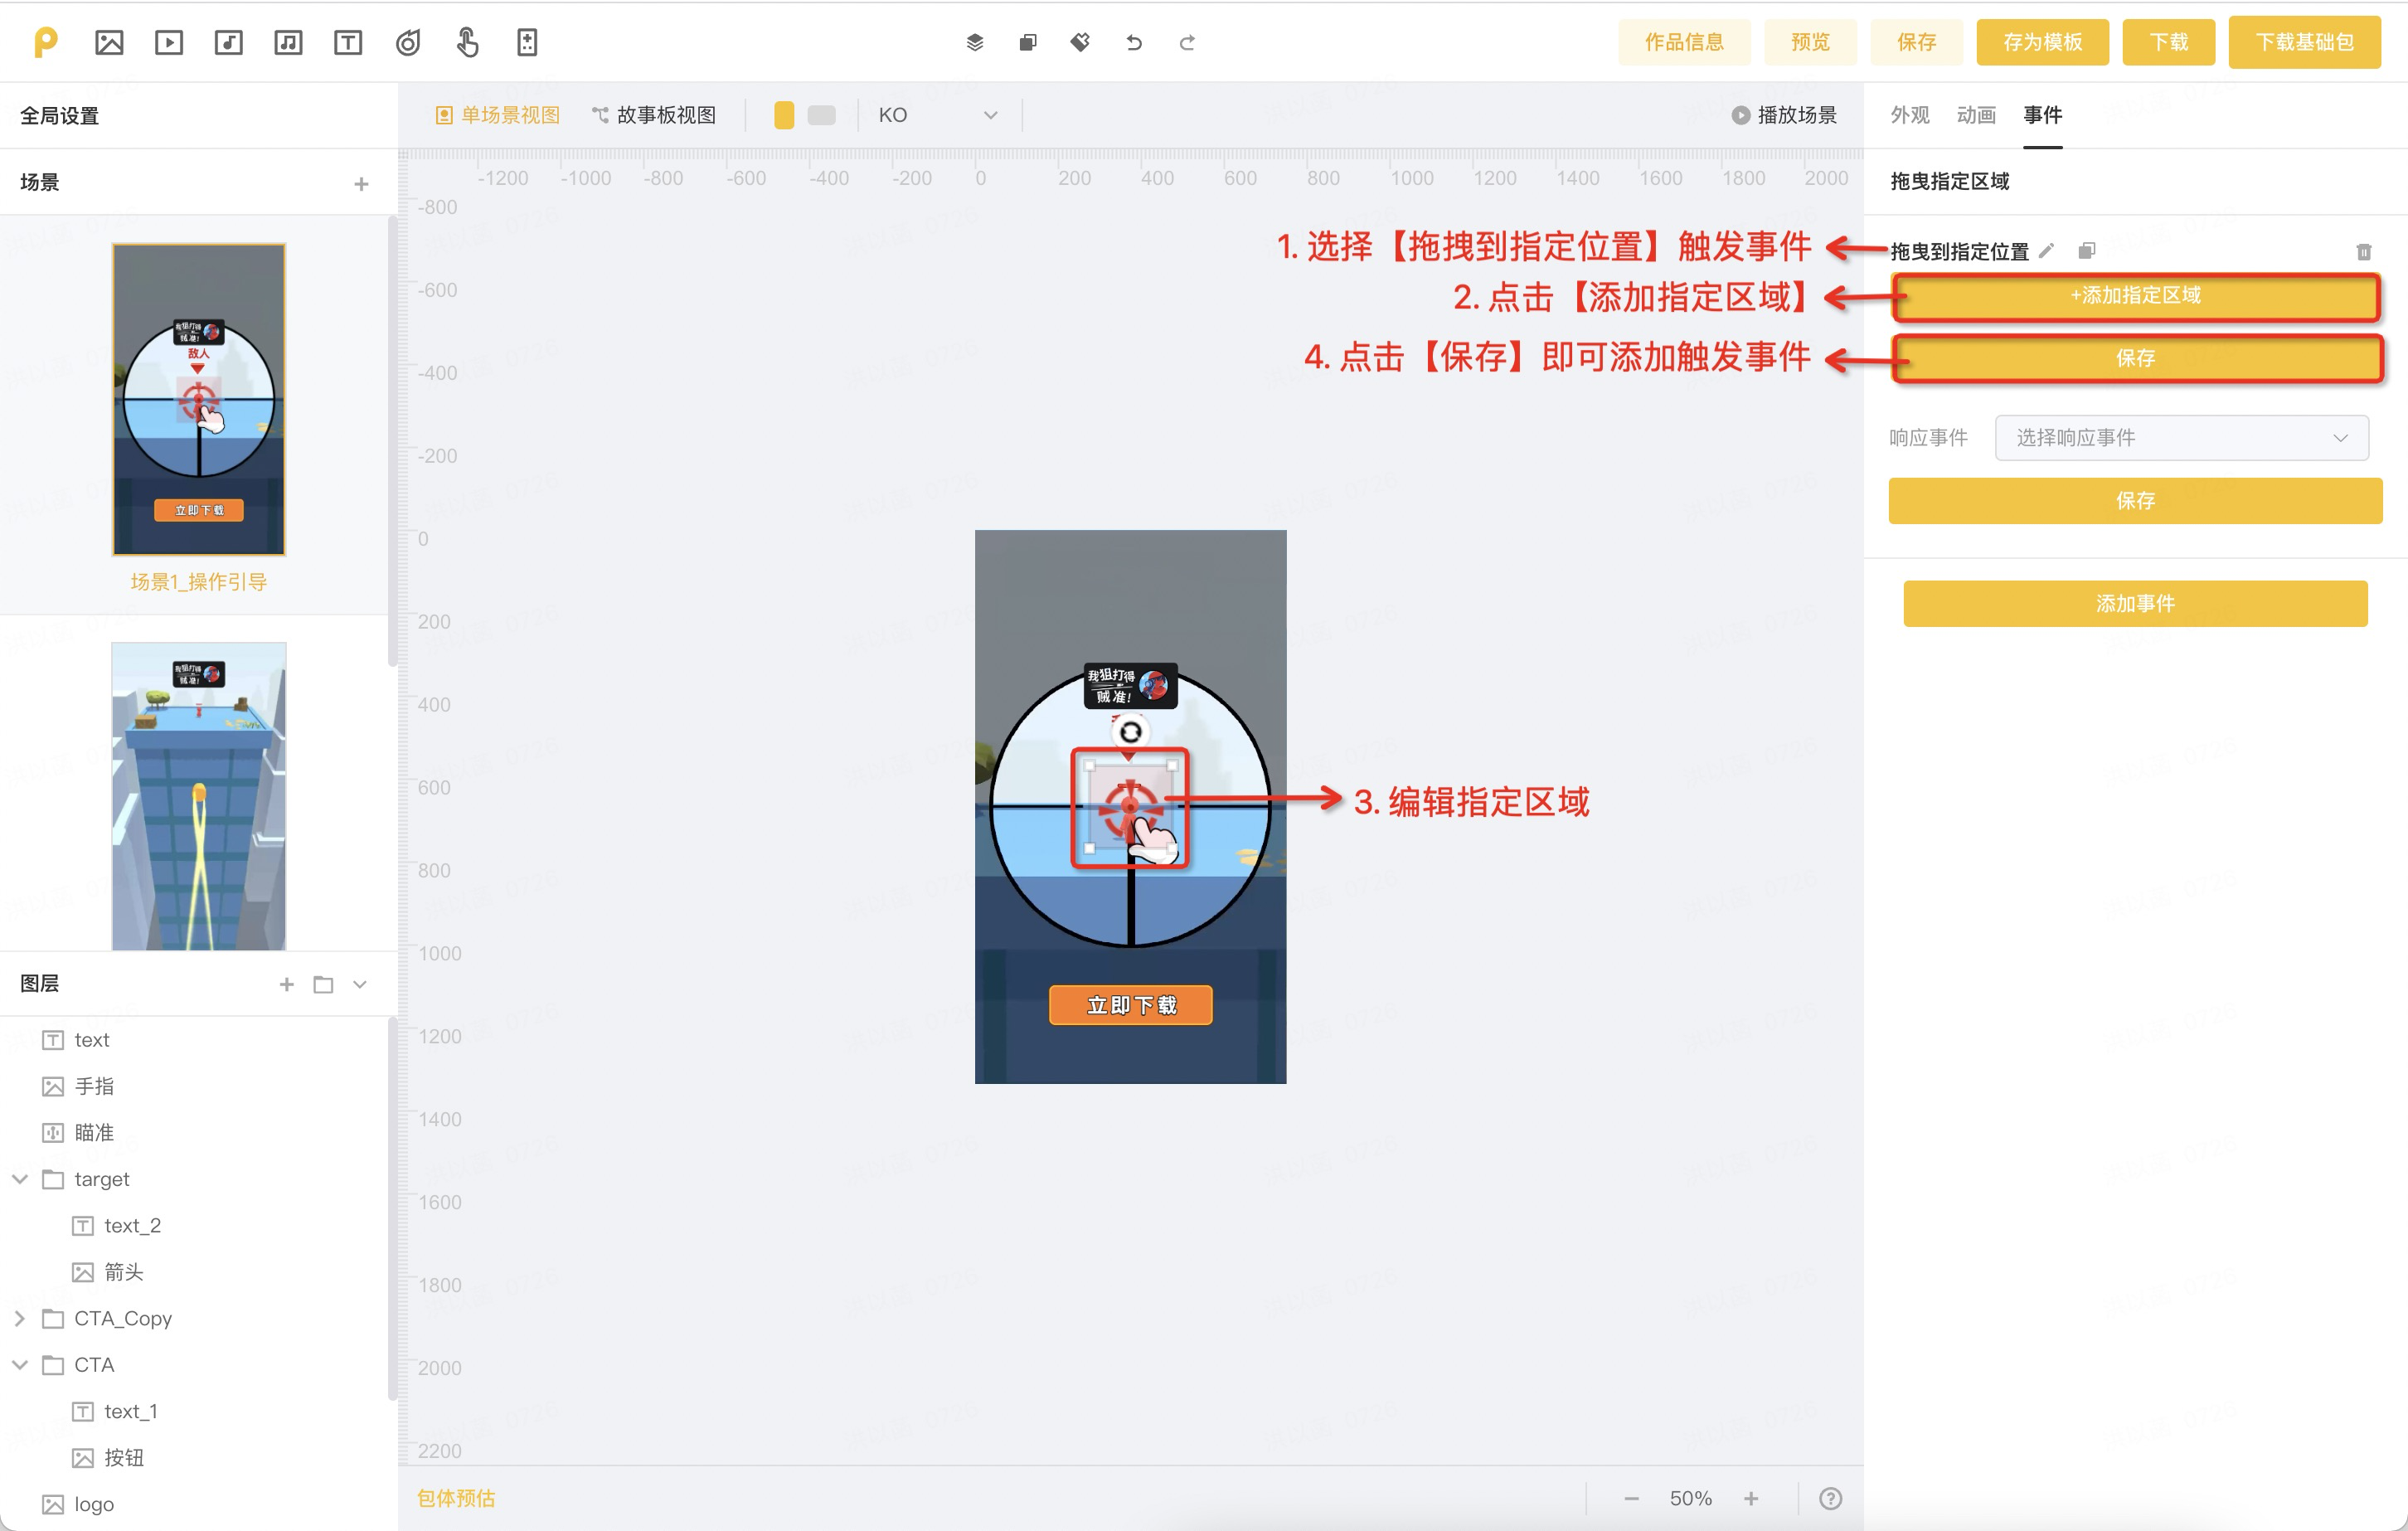 作品信息
预览
保存
存为模板
下载
下载基础包
全局设置
单场景视图
故事板视图
KO
播放场景
外观
动画
事件
场景
+
-1200 -1000 -800 -600 -400 -200 0 200 400 600 800 1000 1200 1400 1600 1800 2000
拖曳指定区域
-800
-600
-400
-200
0
200
400
600
800
1000
1200
1400
1600
1800
2000
2200
1. 选择【拖拽到指定位置】触发事件
拖曳到指定位置
2. 点击【添加指定区域】
+添加指定区域
4. 点击【保存】即可添加触发事件
保存
响应事件
选择响应事件
保存
添加事件
我狙打得
贼准!
敌人
立即下载
场景1_操作引导
我狙打得
贼准!
我狙打得
贼准!
3. 编辑指定区域
立即下载
图层
text
手指
瞄准
target
text_2
箭头
CTA_Copy
CTA
text_1
按钮
logo
包体预估
50%